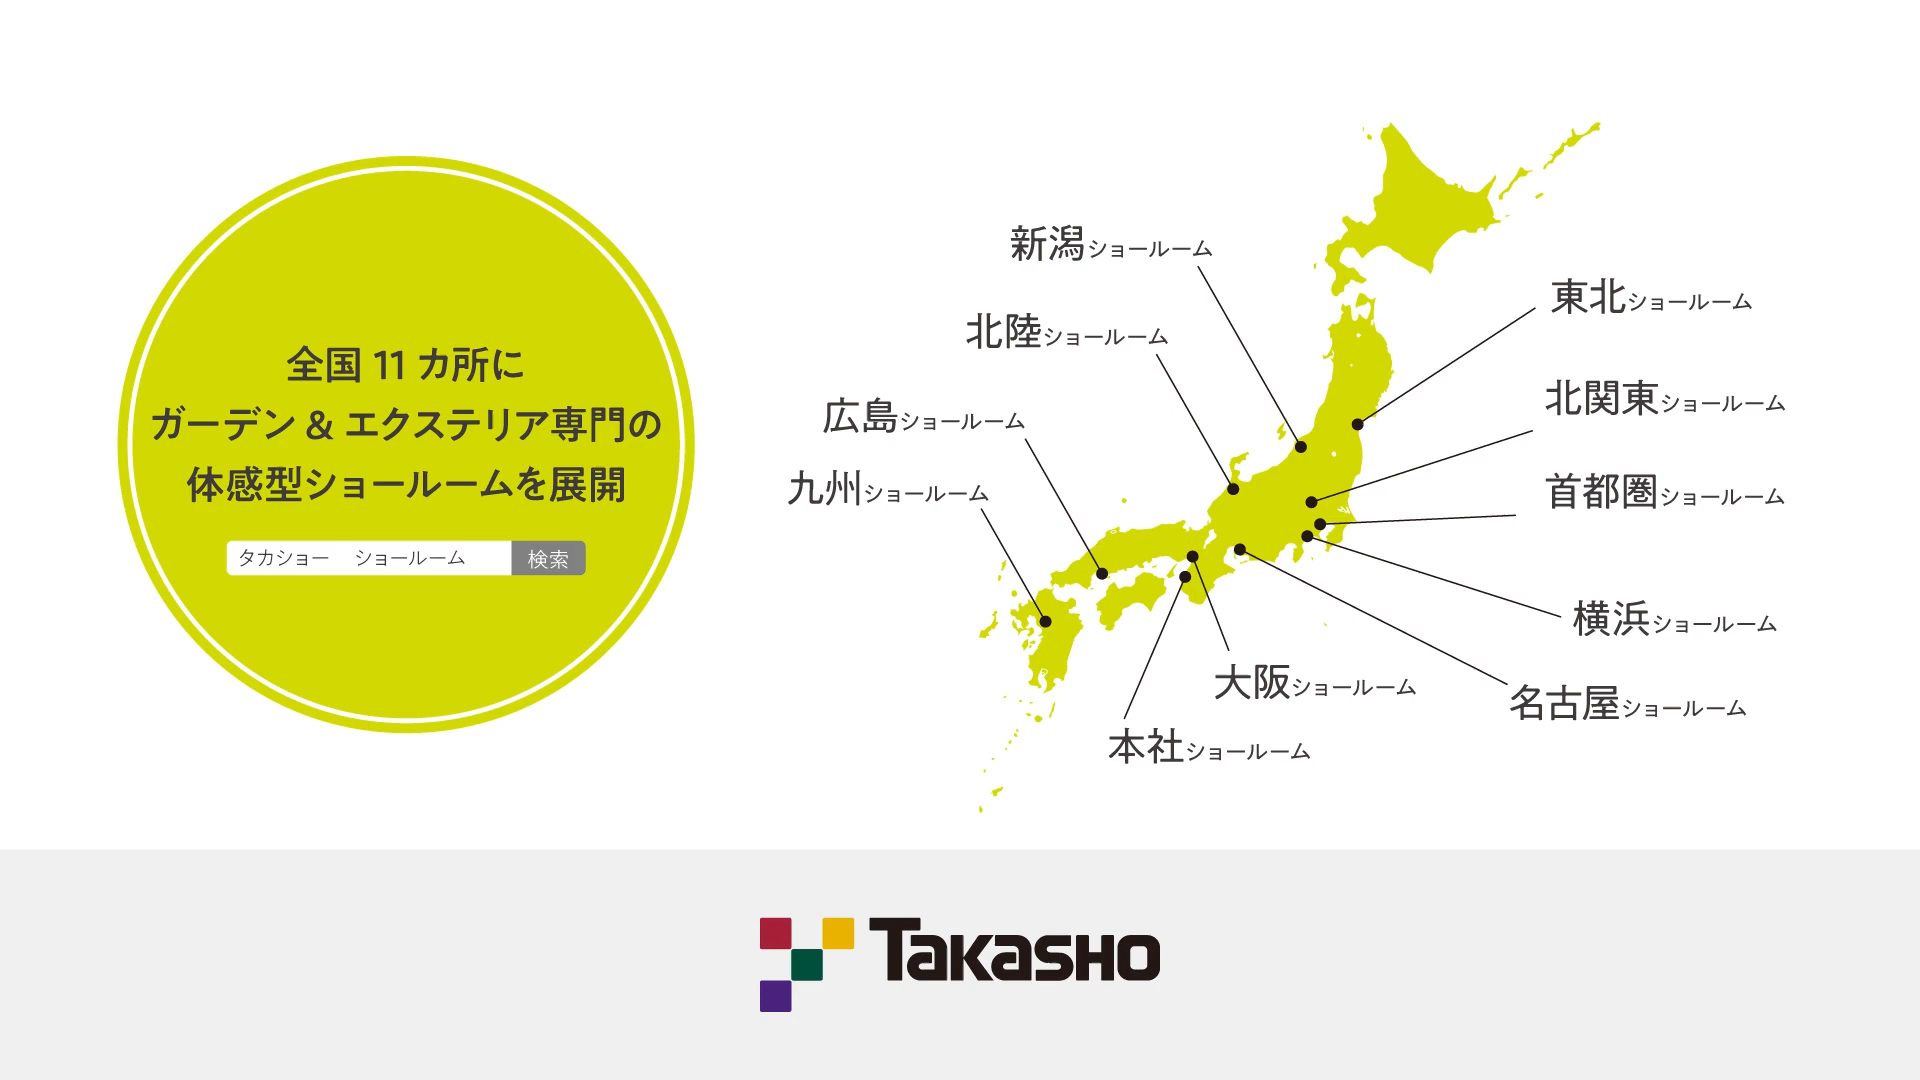 全国 11 カ所に
ガーデン & エクステリア専門の
体感型ショールームを展開
タカショー ショールーム 検索
新潟ショールーム
北陸ショールーム
広島ショールーム
九州ショールーム
東北ショールーム
北関東ショールーム
首都圏ショールーム
横浜ショールーム
名古屋ショールーム
大阪ショールーム
本社ショールーム
TAKASHO